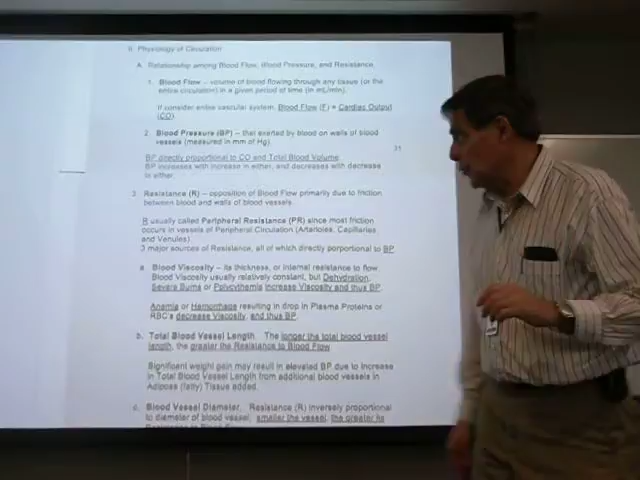 II. Physiology of Circulation
A. Relationship among Blood Flow, Blood Pressure, and Resistance.
1. Blood Flow – volume of blood flowing through any tissue (or the
entire circulation) in a given period of time (in mL/min).
If consider entire vascular system, Blood Flow (F) = Cardiac Output
(CO).
2. Blood Pressure (BP) – that exerted by blood on walls of blood
vessels (measured in mm of Hg).
31
BP directly proportional to CO and Total Blood Volume.
BP increases with increase in either, and decreases with decrease
to either.
3. Resistance (R) – opposition of Blood Flow primarily due to friction
between blood and walls of blood vessels.
R usually called Peripheral Resistance (PR) since most friction
occurs in vessels of Peripheral Circulation (Arterioles, Capillaries
and Venules).
3 major sources of Resistance, all of which directly proportional to BP
a. Blood Viscosity – its thickness, or internal resistance to flow.
Blood Viscosity usually relatively constant, but Dehydration,
Severe Burns or Polycythemia increase Viscosity and thus BP.
Anemia or Hemorrhage resulting in drop in Plasma Proteins or
RBC's decrease Viscosity, and thus BP.
b. Total Blood Vessel Length. The longer the total blood vessel
length, the greater the Resistance to Blood Flow
Significant weight gain may result in elevated BP due to increase
in Total Blood Vessel Length from additional blood vessels in
Adipose (fatty) Tissue added.
c. Blood Vessel Diameter. Resistance (R) inversely proportional
to diameter of blood vessel, smaller the vessel, the greater its